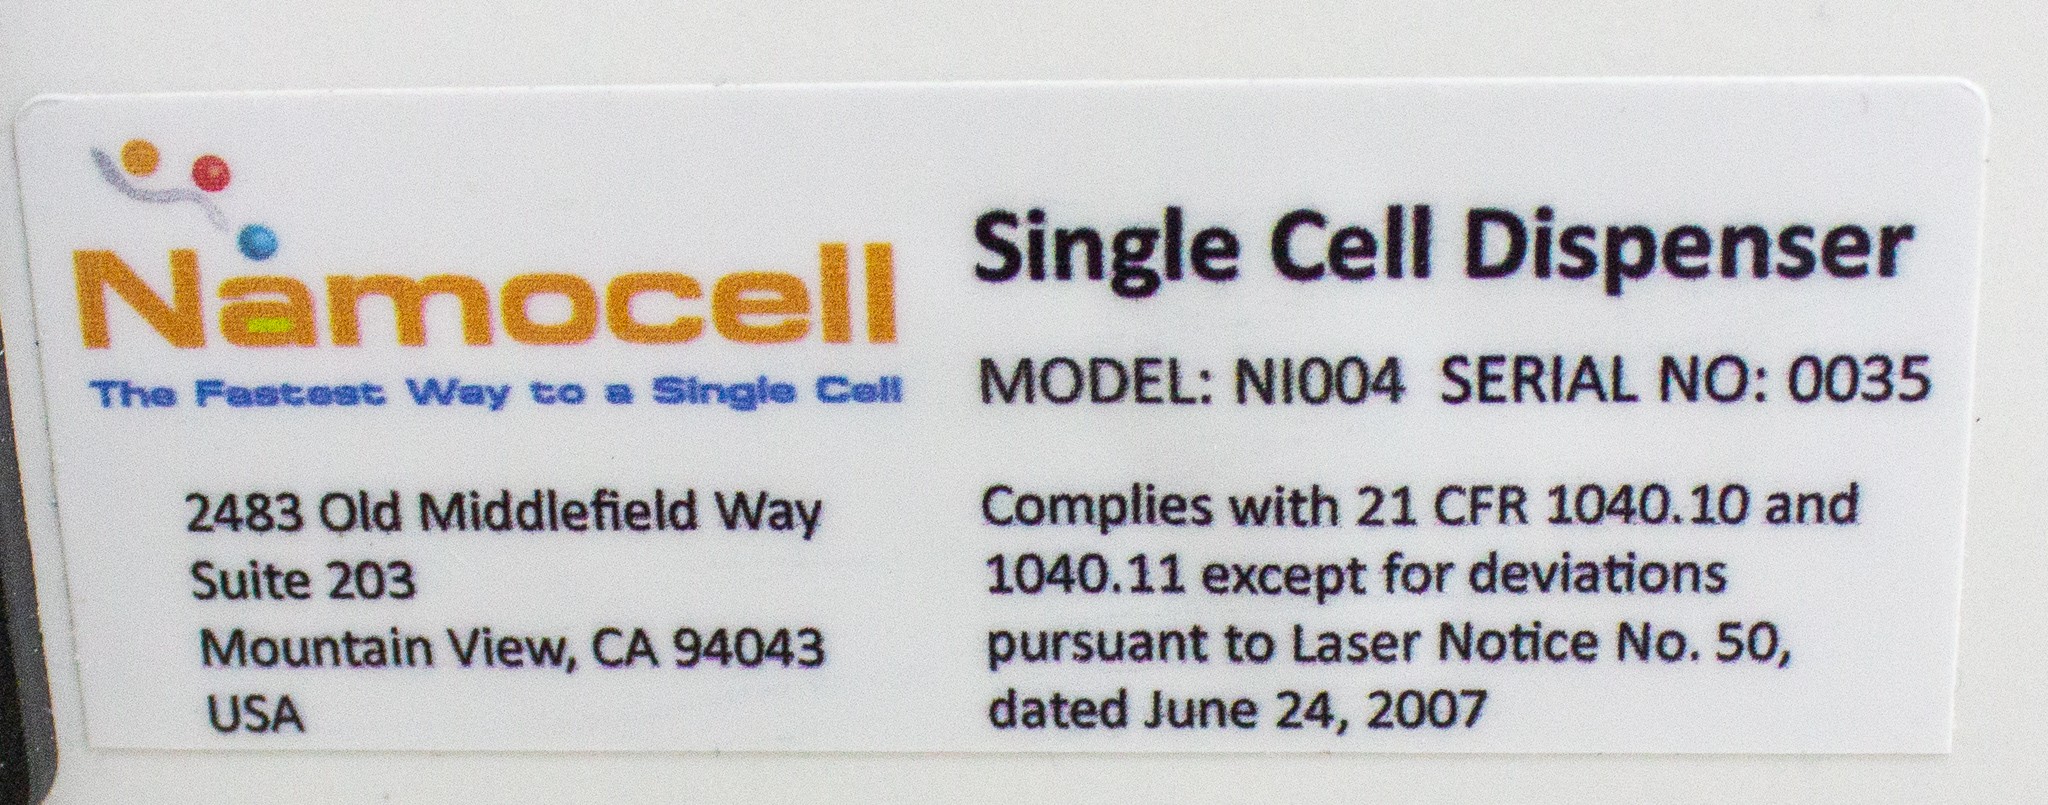 Namocell
The Fastest Way to a Single Cell
2483 Old Middlefield Way
Suite 203
Mountain View, CA 94043
USA
Single Cell Dispenser
MODEL: NI004 SERIAL NO: 0035
Complies with 21 CFR 1040.10 and
1040.11 except for deviations
pursuant to Laser Notice No. 50,
dated June 24, 2007